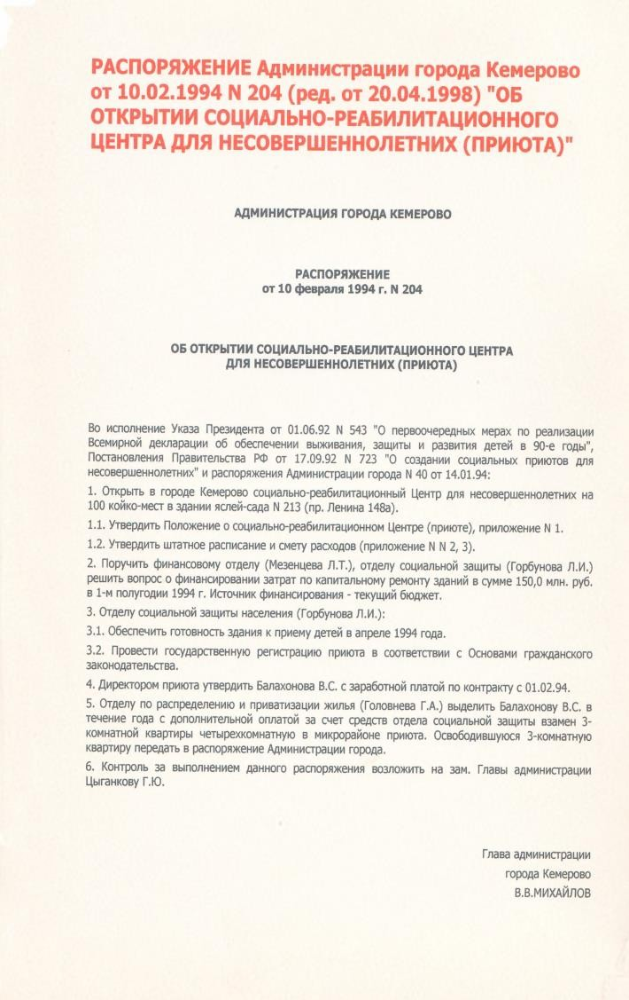 РАСПОРЯЖЕНИЕ Администрации города Кемерово
от 10.02.1994 N 204 (ред. от 20.04.1998) "ОБ
ОТКРЫТИИ СОЦИАЛЬНО-РЕАБИЛИТАЦИОННОГО
ЦЕНТРА ДЛЯ НЕСОВЕРШЕННОЛЕТНИХ (ПРИЮТА)"
АДМИНИСТРАЦИЯ ГОРОДА КЕМЕРОВО
РАСПОРЯЖЕНИЕ
от 10 февраля 1994 г. N 204
ОБ ОТКРЫТИИ СОЦИАЛЬНО-РЕАБИЛИТАЦИОННОГО ЦЕНТРА
ДЛЯ НЕСОВЕРШЕННОЛЕТНИХ (ПРИЮТА)
Во исполнение Указа Президента от 01.06.92 N 543 "О первоочередных мерах по реализации
Всемирной декларации об обеспечении выживания, защиты и развития детей в 90-е годы",
Постановления Правительства РФ от 17.09.92 N 723 "О создании социальных приютов для
несовершеннолетних" и распоряжения Администрации города N 40 от 14.01.94:
1. Открыть в городе Кемерово социально-реабилитационный Центр для несовершеннолетних на
100 койко-мест в здании яслей-сада N 213 (пр. Ленина 148а).
1.1. Утвердить Положение о социально-реабилитационном Центре (приюте), приложение N 1.
1.2. Утвердить штатное расписание и смету расходов (приложение N N 2, 3).
2. Поручить финансовому отделу (Мезенцева Л.Т.), отделу социальной защиты (Горбунова Л.И.)
решить вопрос о финансировании затрат по капитальному ремонту зданий в сумме 150,0 млн. руб.
в 1-м полугодии 1994 г. Источник финансирования - текущий бюджет.
3. Отделу социальной защиты населения (Горбунова Л.И.):
3.1. Обеспечить готовность здания к приему детей в апреле 1994 года.
3.2. Провести государственную регистрацию приюта в соответствии с Основами гражданского
законодательства.
4. Директором приюта утвердить Балахонова В.С. с заработной платой по контракту с 01.02.94.
5. Отделу по распределению и приватизации жилья (Головнева Г.А.) выделить Балахонову В.С. в
течение года с дополнительной оплатой за счет средств отдела социальной защиты взамен 3-
комнатной квартиры четырехкомнатную в микрорайоне приюта. Освободившуюся 3-комнатную
квартиру передать в распоряжение Администрации города.
6. Контроль за выполнением данного распоряжения возложить на зам. Главы администрации
Цыганкову Г.Ю.
Глава администрации
города Кемерово
В.В.МИХАЙЛОВ